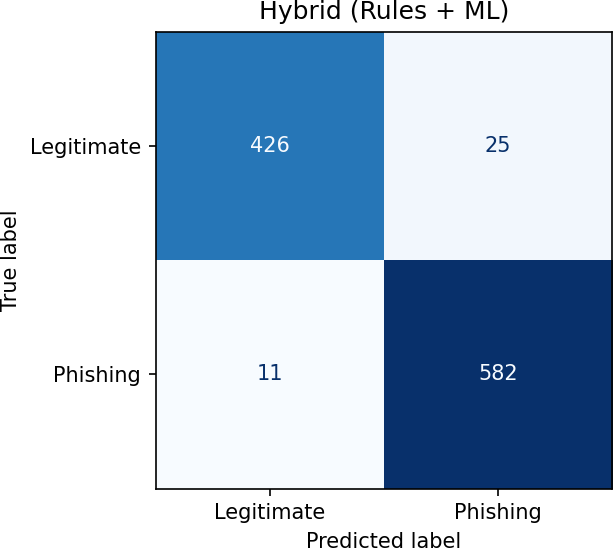 Hybrid (Rules + ML)
True label
Legitimate
426
25
Phishing
11
582
Legitimate
Phishing
Predicted label